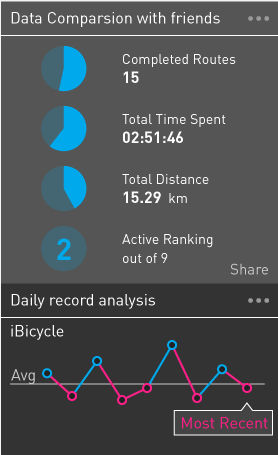 Data Comparsion with friends
Completed Routes
15
Total Time Spent
02:51:46
Total Distance
15.29 km
2
Active Ranking
out of 9
Share
Daily record analysis
iBicycle
Avg
Most Recent